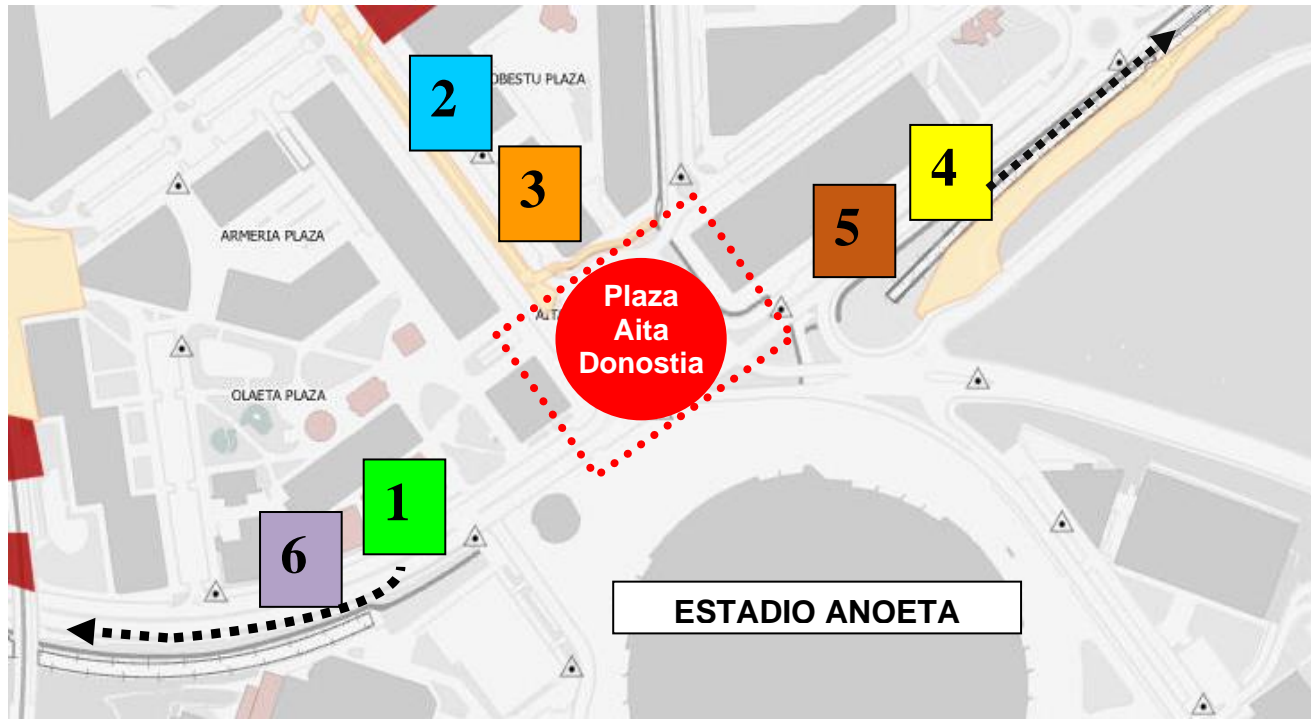 2
OBESTU PLAZA
3
4
5
ARMERIA PLAZA
Plaza
Aita
Donostia
OLAETA PLAZA
1
6
ESTADIO ANOETA